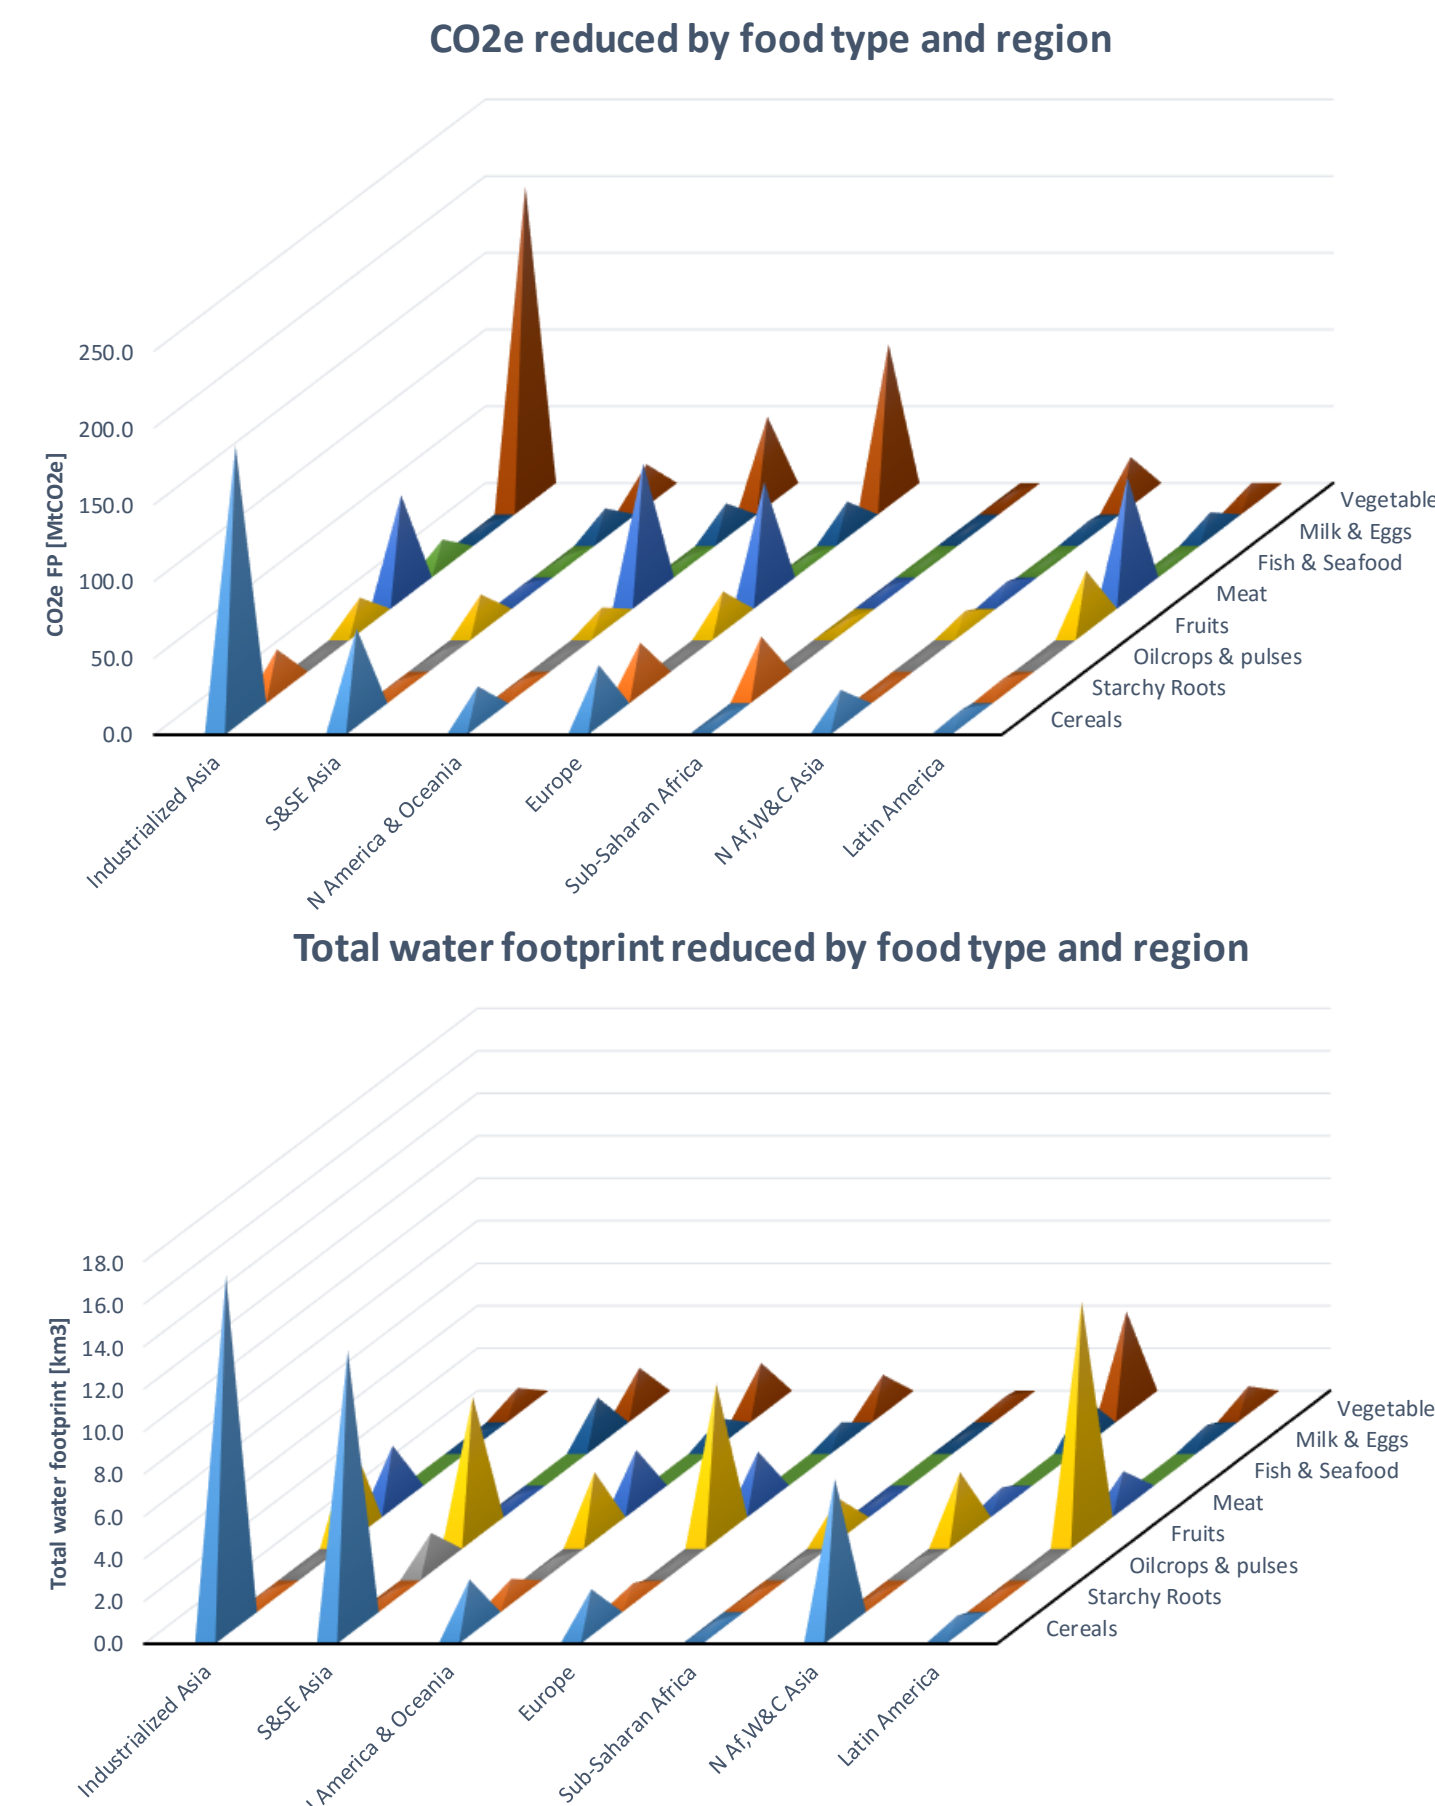 CO2e reduced by food type and region
CO2e FP [MtCO2e]
250.0
200.0
150.0
100.0
50.0
0.0
Vegetable
Milk & Eggs
Fish & Seafood
Meat
Fruits
Oilcrops & pulses
Starchy Roots
Cereals
Industrialized Asia
S&SE Asia
N America & Oceania
Europe
Sub-Saharan Africa
N Af,W&C Asia
Latin America
Total water footprint reduced by food type and region
Total water footprint [km3]
18.0
16.0
14.0
12.0
10.0
8.0
6.0
4.0
2.0
0.0
Vegetable
Milk & Eggs
Fish & Seafood
Meat
Fruits
Oilcrops & pulses
Starchy Roots
Cereals
Industrialized Asia
S&SE Asia
America & Oceania
Europe
Sub-Saharan Africa
N Af,W&C Asia
Latin America